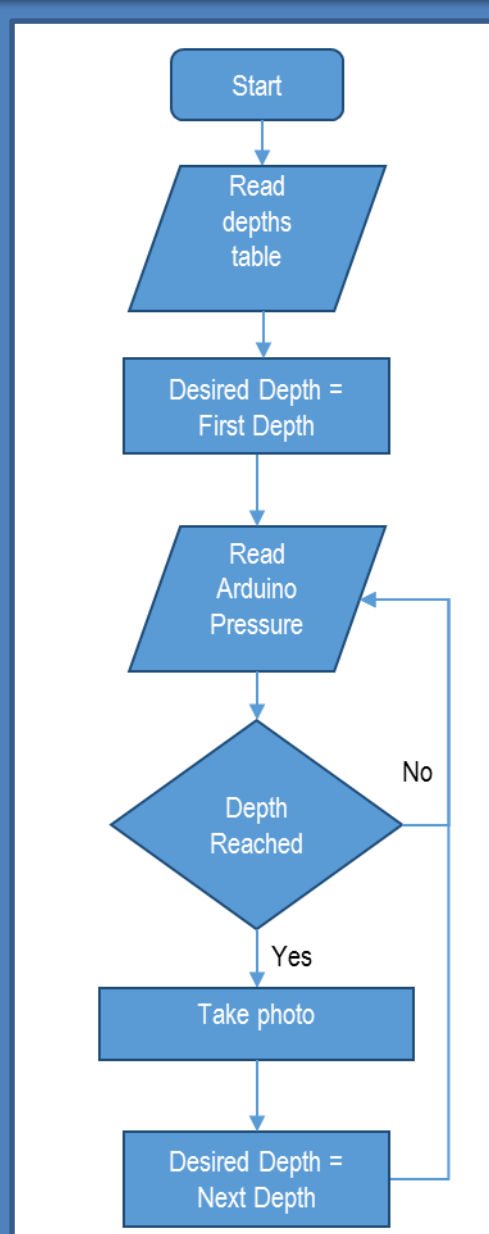 Start
Read
depths
table
Desired Depth =
First Depth
Read
Arduino
Pressure
Depth
Reached
No
Yes
Take photo
Desired Depth =
Next Depth